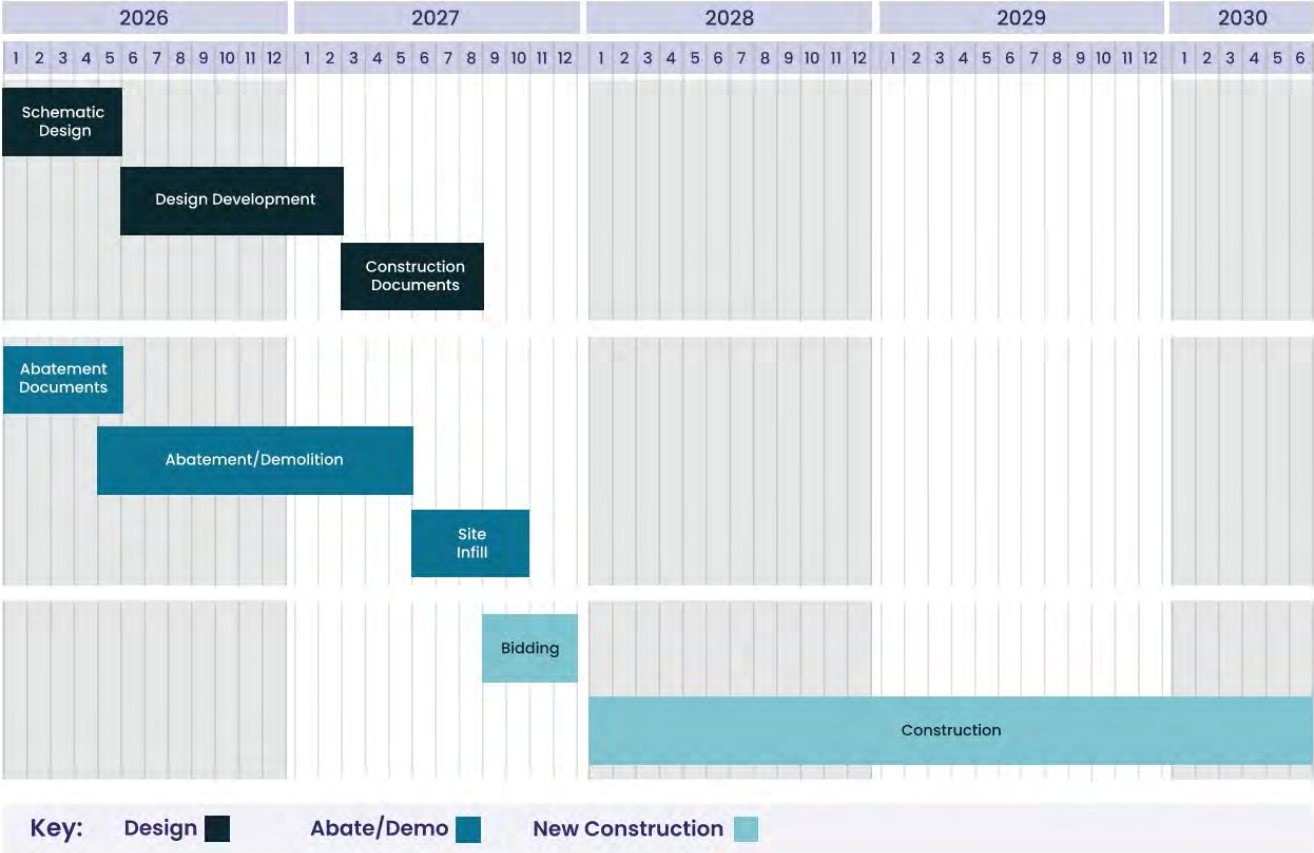 2026 2027 2028 2029 2030
1 2 3 4 5 6 7 8 9 10 11 12 1 2 3 4 5 6 7 8 9 10 11 12 1 2 3 4 5 6 7 8 9 10 11 12 1 2 3 4 5 6 7 8 9 10 11 12 1 2 3 4 5 6
Schematic
Design
Design Development
Construction
Documents
Abatement
Documents
Abatement/Demolition
Site
Infill
Bidding
Construction
Key: Design Abate/Demo New Construction